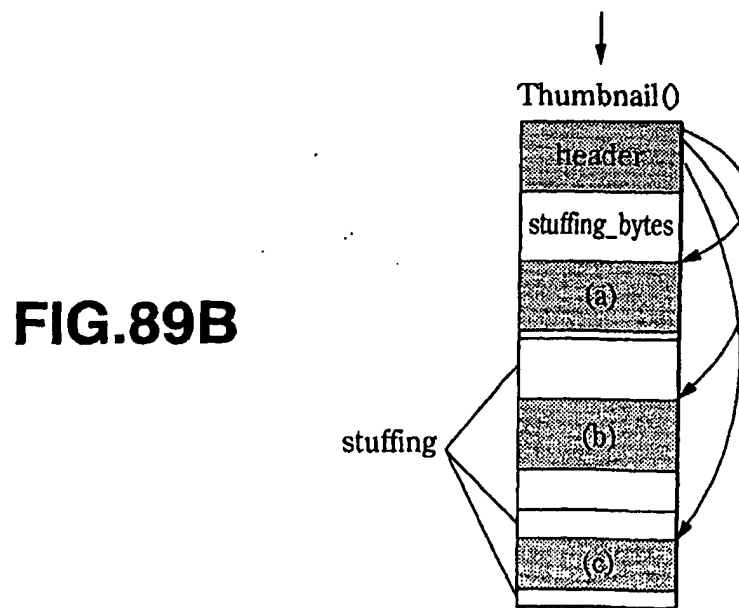 Thumbnail()
header
stuffing_bytes
(a)
FIG.89B
(b)
stuffing
(c)